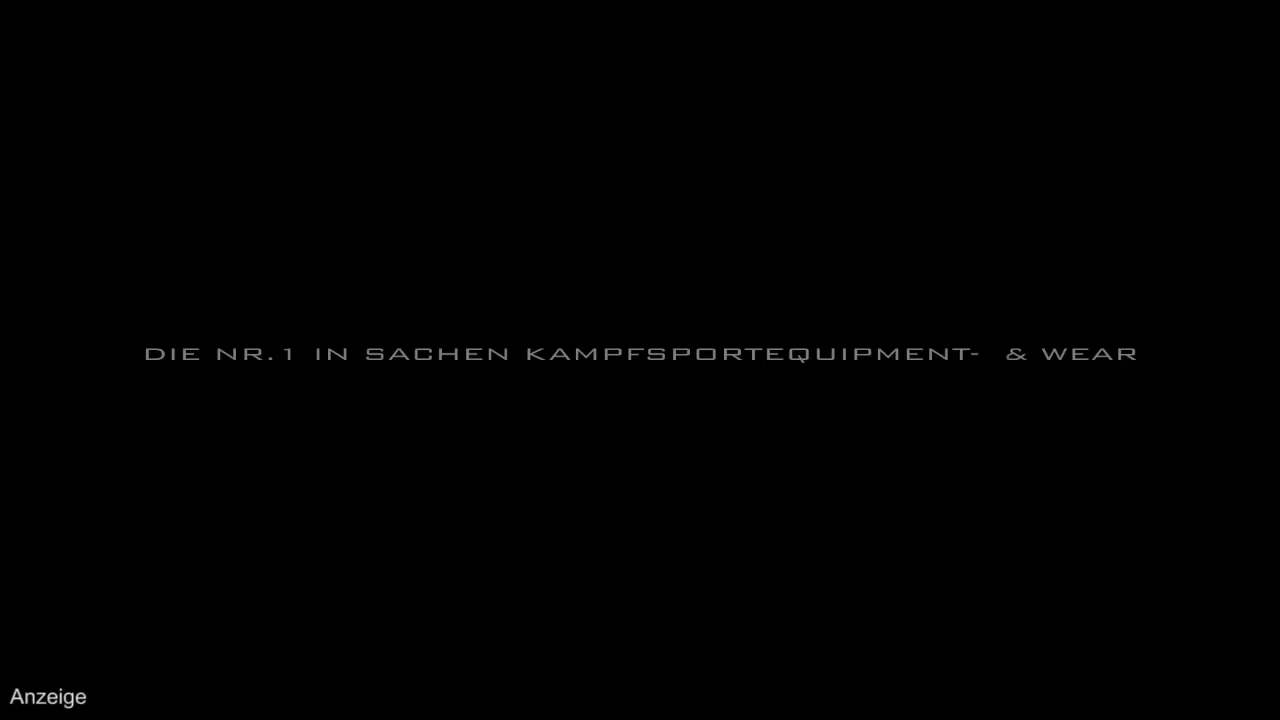 DIE NR.1 IN SACHEN KAMPFSPORTEQUIPMENT- & WEAR
Anzeige